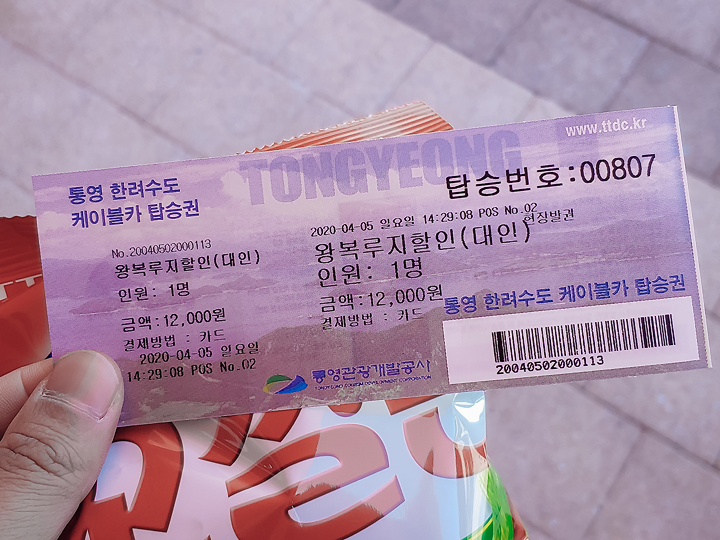 www.ttdc.kr
TONGYEONG
통영 한려수도
케이블카 탑승권
탑승번호:00807
No.20040502000113
왕복루지할인(대인)
인원: 1명
금액:12,000원
결제방법 : 카드
2020-04-05 일요일
14:29:08 POS No.02
2020-04-05 일요일 14:29:08 POS No.02
현장발권
왕복루지할인(대인)
인원: 1명
금액:12,000원
결제방법 : 카드
통영관광개발공사
TONGYEONG TOURISM DEVELOPMENT CORPORATION
통영 한려수도 케이블카 탑승권
20040502000113